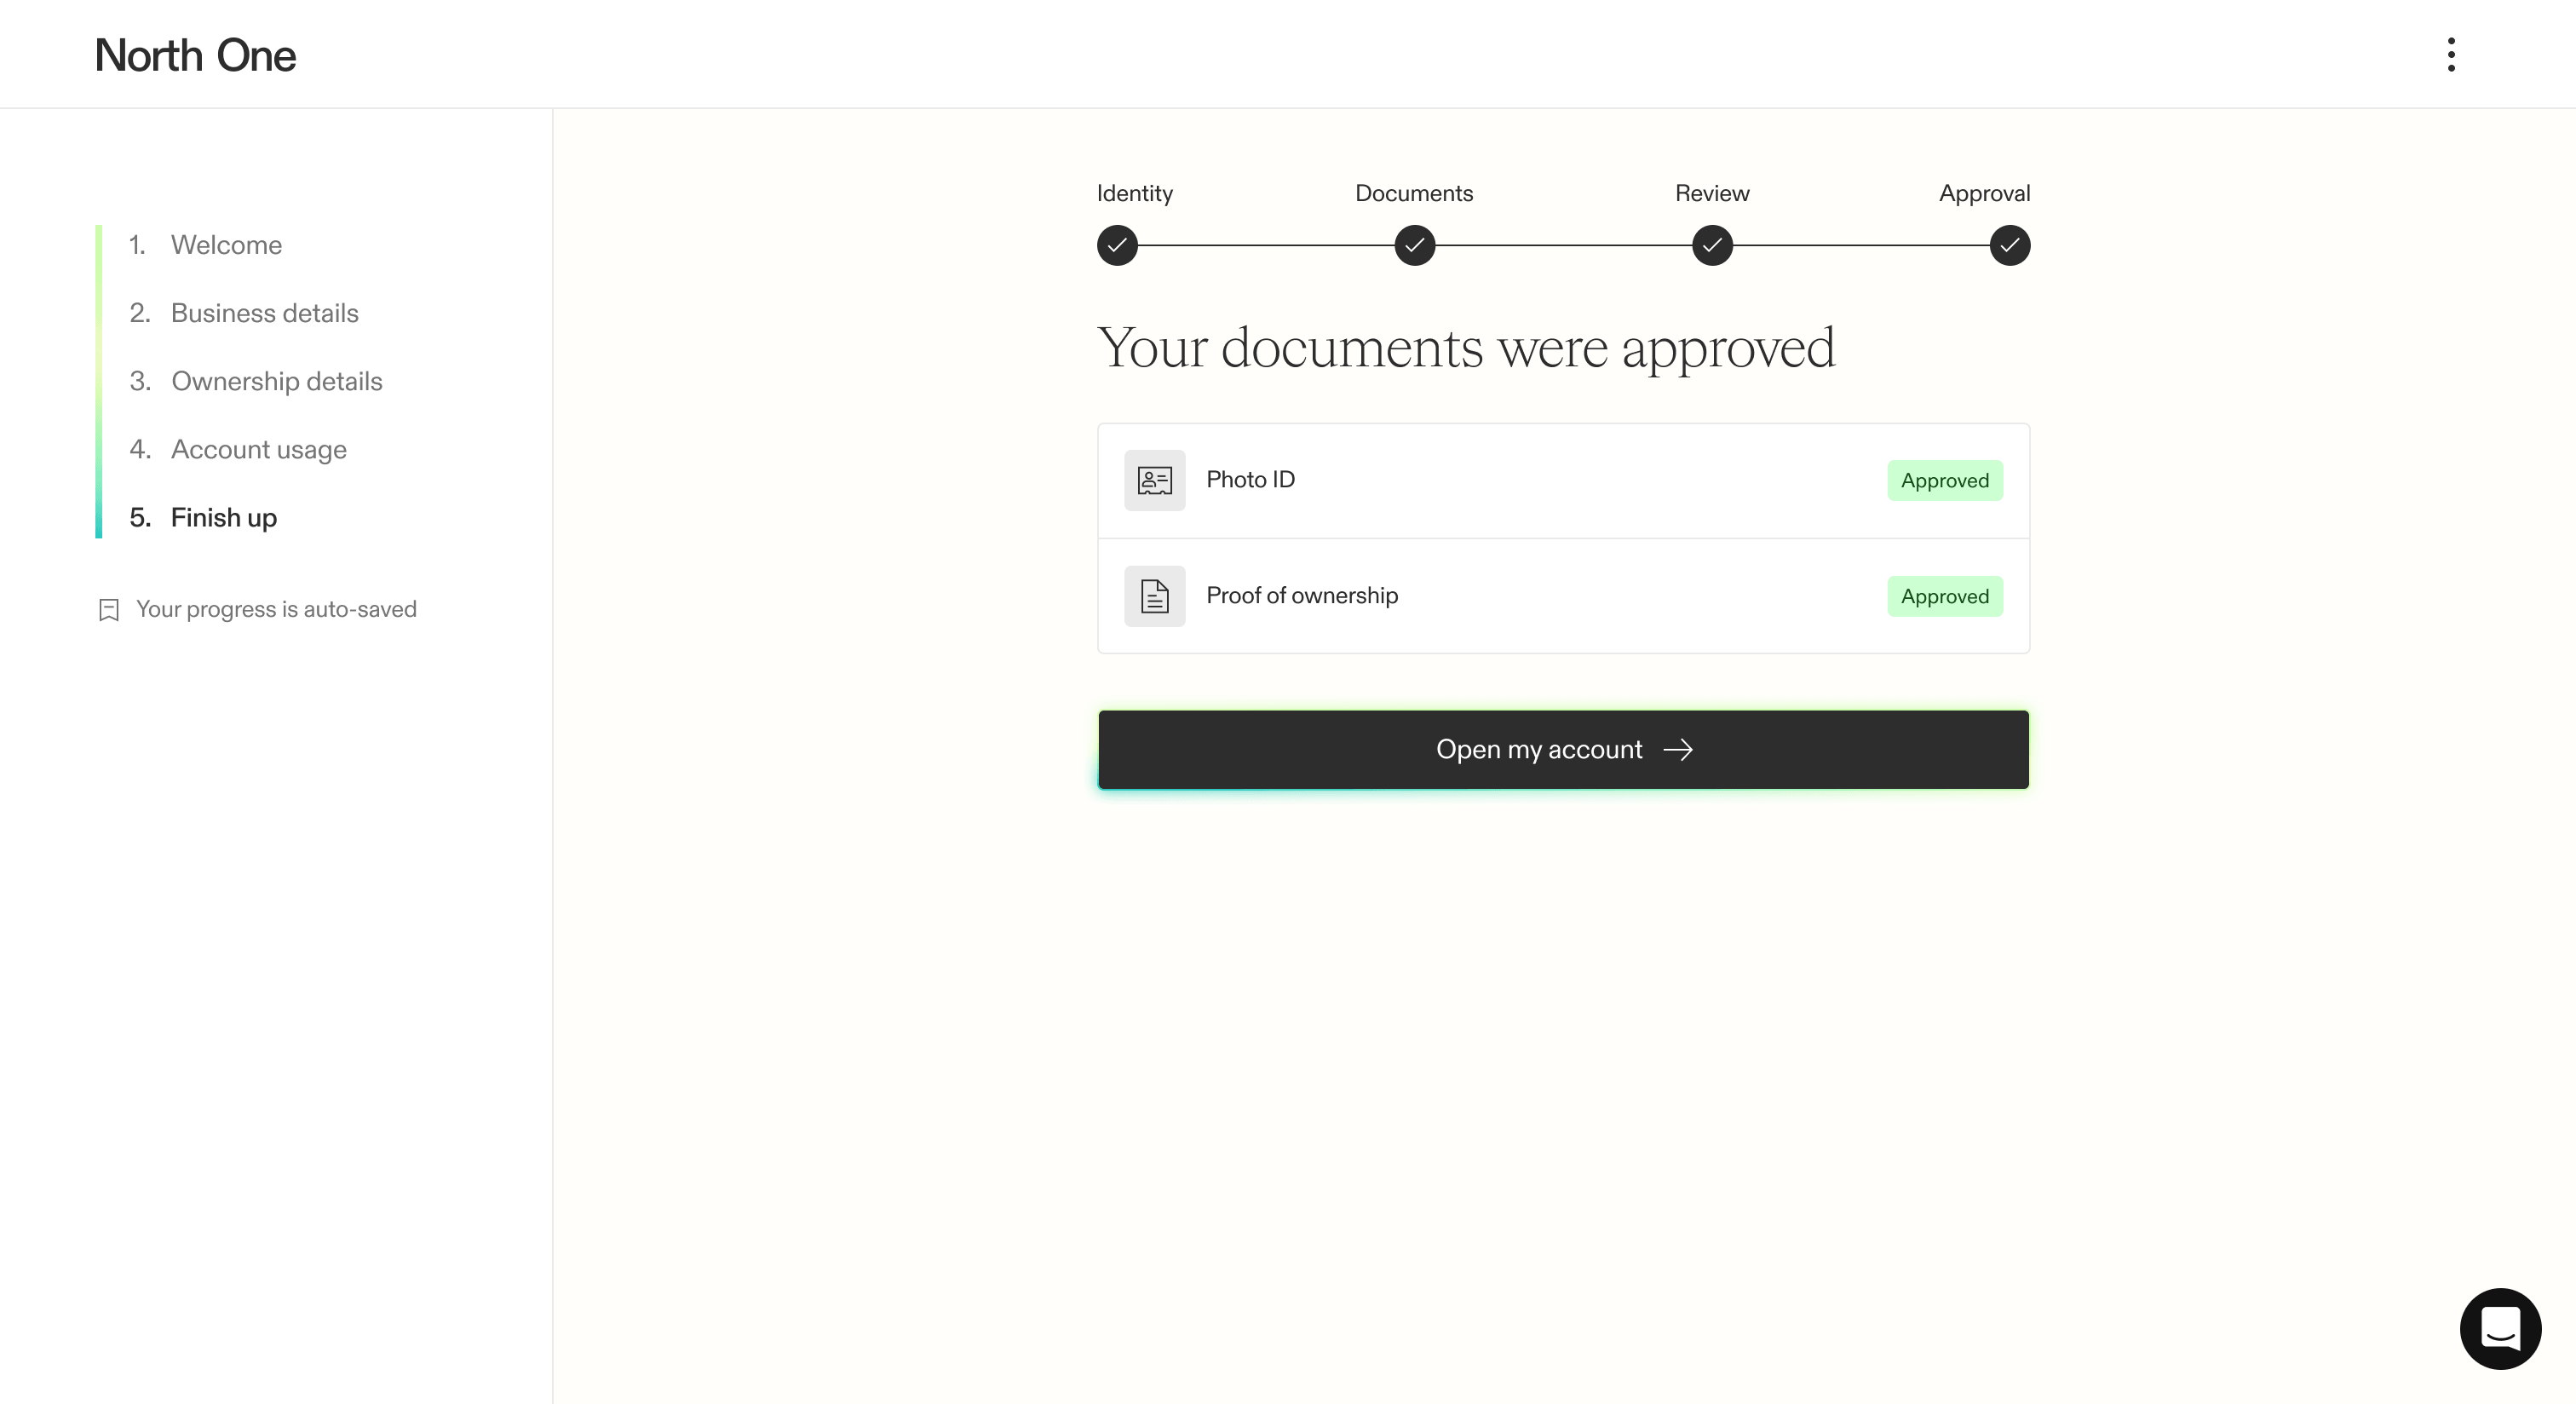 North One
1. Welcome
2. Business details
3. Ownership details
4. Account usage
5. Finish up
Your progress is auto-saved
Identity Documents Review Approval
Your documents were approved
Photo ID Approved
Proof of ownership Approved
Open my account